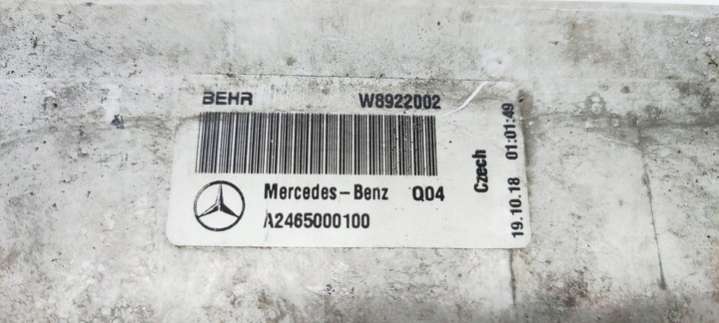 BEHR W8922002
Mercedes-Benz Q04
A2465000100
Czech
19.10.18 01:01:49